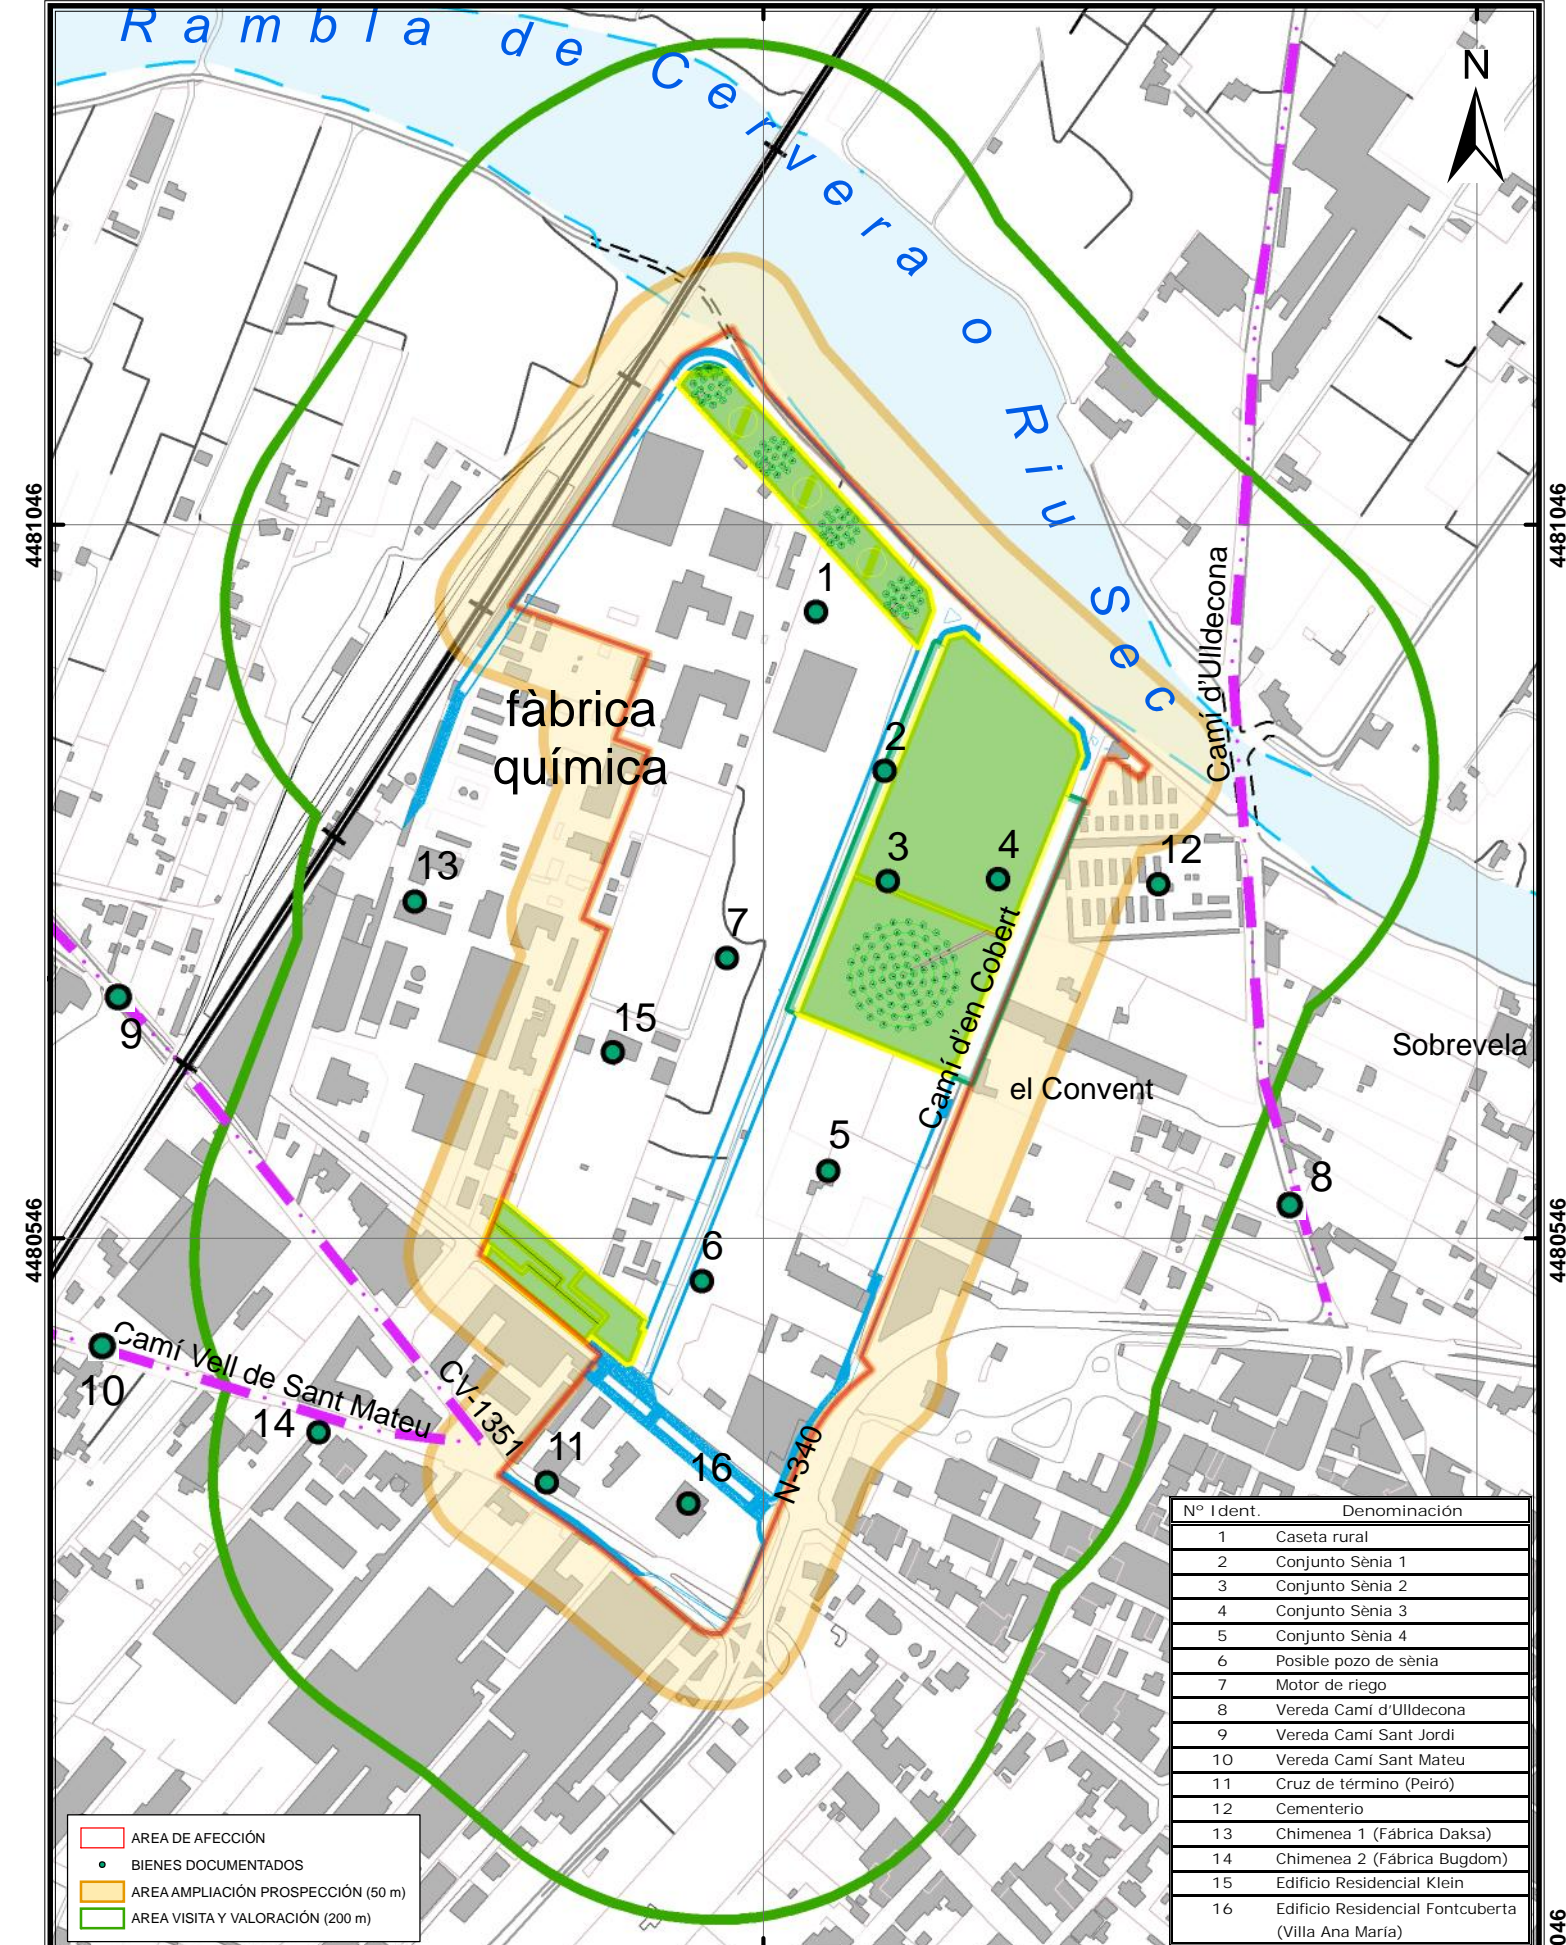 Rambla de Cervera o Riu Sec
N
4481046
4481046
Camí d'Ulldecona
1
fàbrica
química
2
3
4
12
13
7
Camí d'en Cobert
9
15
Sobrevela
el Convent
5
8
4480546
4480546
6
Camí Vell de Sant Mateu
10
CV-1351
14
11
16
N-340
Nº Ident. Denominación
1 Caseta rural
2 Conjunto Sènia 1
3 Conjunto Sènia 2
4 Conjunto Sènia 3
5 Conjunto Sènia 4
6 Posible pozo de sènia
7 Motor de riego
8 Vereda Camí d'Ulldecona
9 Vereda Camí Sant Jordi
10 Vereda Camí Sant Mateu
11 Cruz de término (Peiró)
12 Cementerio
13 Chimenea 1 (Fábrica Daksa)
14 Chimenea 2 (Fábrica Bugdom)
15 Edificio Residencial Klein
16 Edificio Residencial Fontcuberta
(Villa Ana María)
AREA DE AFECCIÓN
BIENES DOCUMENTADOS
AREA AMPLIACIÓN PROSPECCIÓN (50 m)
AREA VISITA Y VALORACIÓN (200 m)
046